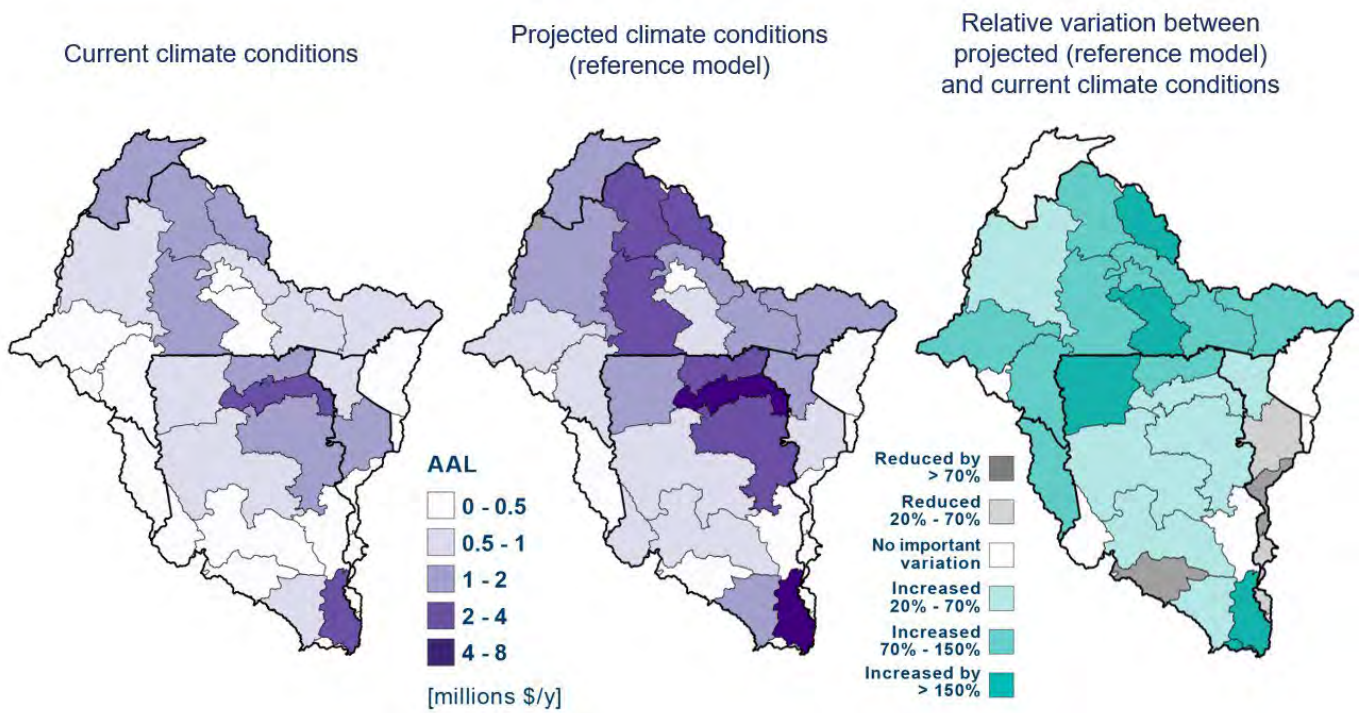 Current climate conditions
Projected climate conditions
(reference model)
Relative variation between
projected (reference model)
and current climate conditions
AAL
0 - 0.5
0.5 - 1
1 - 2
2 - 4
4 - 8
[millions $/y]
Reduced by
> 70%
Reduced
20% - 70%
No important
variation
Increased
20% - 70%
Increased
70% - 150%
Increased by
> 150%